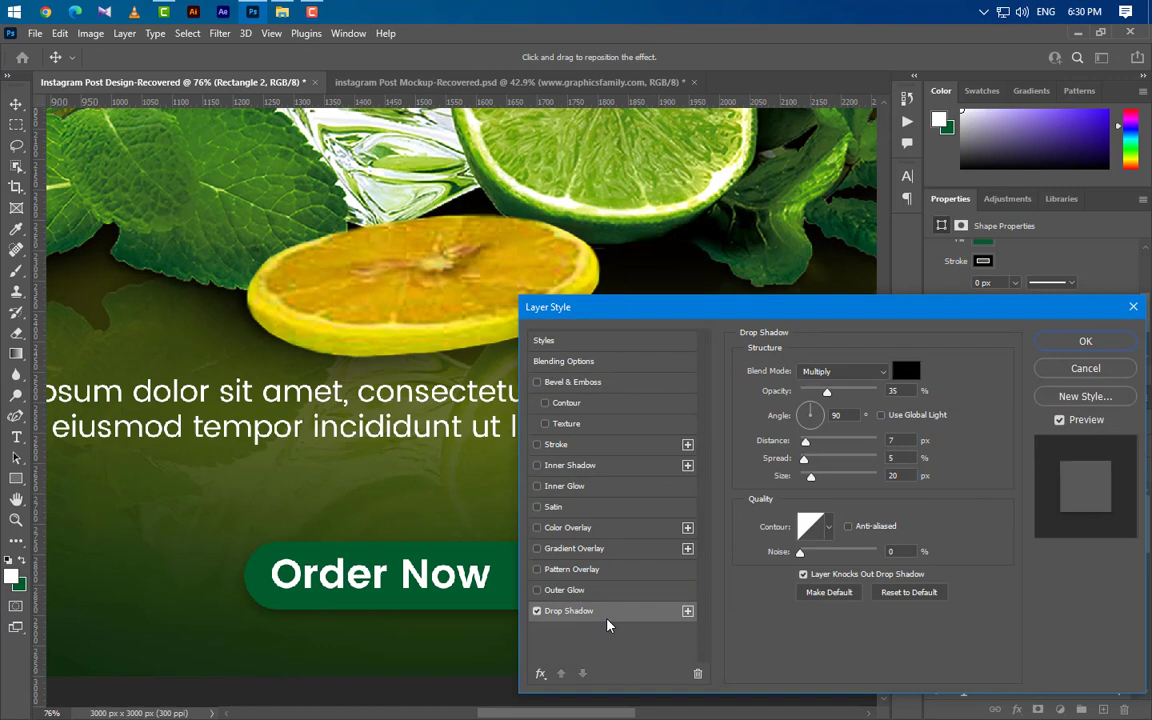 ENG 6:30 PM
Ps File Edit Image Layer Type Select Filter 3D View Plugins Window Help
Click and drag to reposition the effect.
Instagram Post Design-Recovered @ 76% (Rectangle 2, RGB/8) * × instagram Post Mockup-Recovered.psd @ 42.9% (www.graphicsfamily.com, RGB/8) * ×
Color Swatches Gradients Patterns
900 950 1000 1050 1100 1150 1200 1250 1300 1350 1400 1450 1500 1550 1600 1650 1700 1750 1800 1850 1900 1950 2000 2050 2100 2150 2200
Properties Adjustments Libraries
Shape Properties
Stroke
0 px
Layer Style
Styles
Blending Options
Bevel & Emboss
Contour
Texture
Stroke
Inner Shadow
Inner Glow
Satin
Color Overlay
Gradient Overlay
Pattern Overlay
Outer Glow
Drop Shadow
fx
Drop Shadow
Structure
Blend Mode: Multiply
Opacity: 35 %
Angle: 90 ° Use Global Light
Distance: 7 px
Spread: 5 %
Size: 20 px
Quality
Contour: Anti-aliased
Noise: 0 %
Layer Knocks Out Drop Shadow
Make Default Reset to Default
OK
Cancel
New Style...
Preview
osum dolor sit amet, consectetu
eiusmod tempor incididunt ut l
Order Now
76% 3000 px x 3000 px (300 ppi)